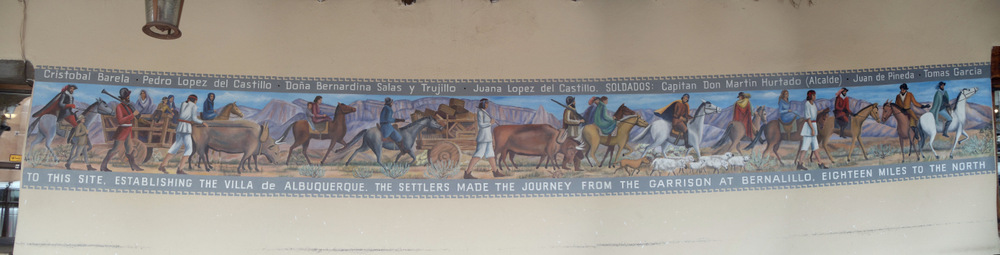 Cristobal Barela · Pedro Lopez del Castillo · Doña Bernardina Salas y Trujillo · Juana Lopez del Castillo. SOLDADOS: Capitan Don Martin Hurtado (Alcalde) · Juan de Pineda · Tomas Garcia
TO THIS SITE, ESTABLISHING THE VILLA de ALBUQUERQUE. THE SETTLERS MADE THE JOURNEY FROM THE GARRISON AT BERNALILLO, EIGHTEEN MILES TO THE NORTH